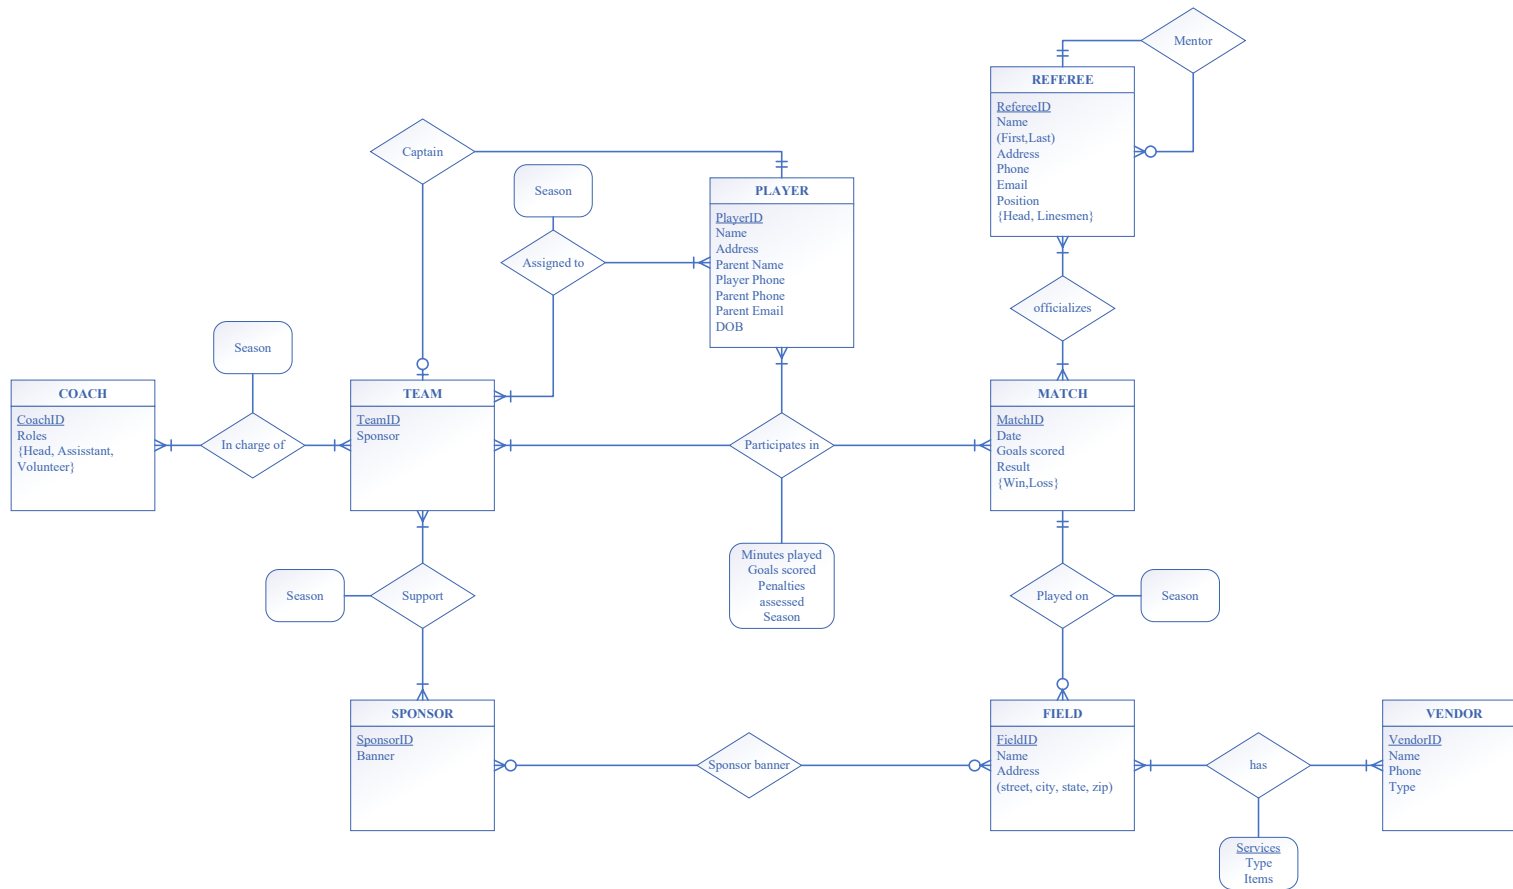 Mentor
REFEREE
RefereeID
Name
(First,Last)
Address
Phone
Email
Position
{Head, Linesmen}
Captain
Season
PLAYER
PlayerID
Name
Address
Parent Name
Player Phone
Parent Phone
Parent Email
DOB
Assigned to
officializes
Season
COACH
CoachID
Roles
{Head, Assisstant,
Volunteer}
In charge of
TEAM
TeamID
Sponsor
Participates in
MATCH
MatchID
Date
Goals scored
Result
{Win,Loss}
Minutes played
Goals scored
Penalties
assessed
Season
Season
Support
Played on
Season
SPONSOR
SponsorID
Banner
Sponsor banner
FIELD
FieldID
Name
Address
(street, city, state, zip)
has
VENDOR
VendorID
Name
Phone
Type
Services
Type
Items